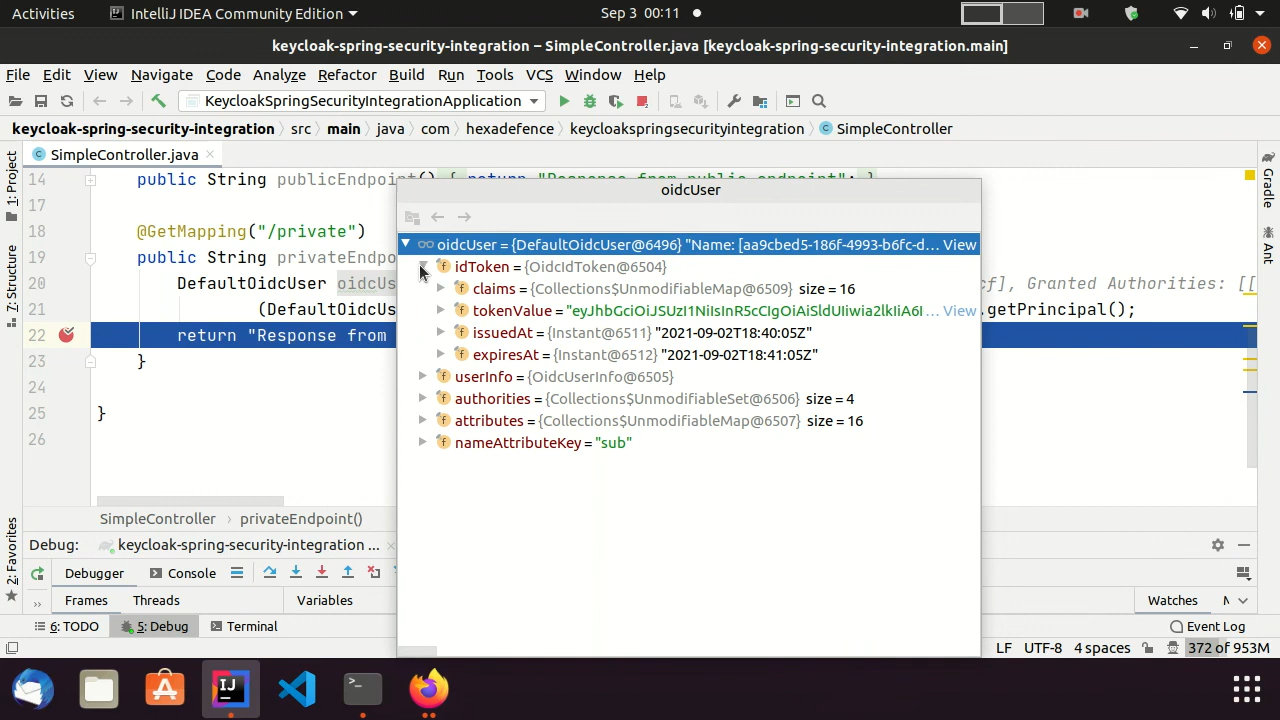 Activities IntelliJ IDEA Community Edition Sep 3 00:11
keycloak-spring-security-integration – SimpleController.java [keycloak-spring-security-integration.main]
File Edit View Navigate Code Analyze Refactor Build Run Tools VCS Window Help
KeycloakSpringSecurityIntegrationApplication
keycloak-spring-security-integration src main java com hexadefence keycloakspringsecurityintegration SimpleController
SimpleController.java
14 public String publicEndpoint() { return "Response from public endpoint"; }
oidcUser
15
16 @GetMapping("/private")
17
18
19 public String privateEndpo
20 DefaultOidcUser oidcUs
cf], Granted Authorities: [[
21 (DefaultOidcUs
.getPrincipal();
22 return "Response from
23 }
24
25 }
26
oidcUser = {DefaultOidcUser@6496} "Name: [aa9cbed5-186f-4993-b6fc-d... View
idToken = {OidcIdToken@6504}
claims = {Collections$UnmodifiableMap@6509} size = 16
tokenValue = "eyJhbGciOiJSUzI1NiIsInR5cCIgOiAiSldUIiwia2lkIiA6I... View
issuedAt = {Instant@6511} "2021-09-02T18:40:05Z"
expiresAt = {Instant@6512} "2021-09-02T18:41:05Z"
userInfo = {OidcUserInfo@6505}
authorities = {Collections$UnmodifiableSet@6506} size = 4
attributes = {Collections$UnmodifiableMap@6507} size = 16
nameAttributeKey = "sub"
1: Project
Z: Structure
2: Favorites
Gradle
Ant
SimpleController privateEndpoint()
Debug: keycloak-spring-security-integration ...
Debugger Console
Frames Threads Variables Watches
6: TODO 5: Debug Terminal Event Log
LF UTF-8 4 spaces 372 of 953M